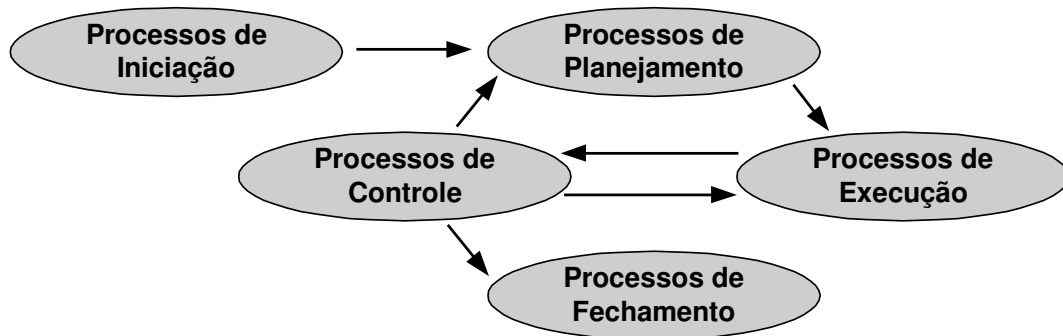 Processos de
Iniciação
Processos de
Planejamento
Processos de
Controle
Processos de
Execução
Processos de
Fechamento